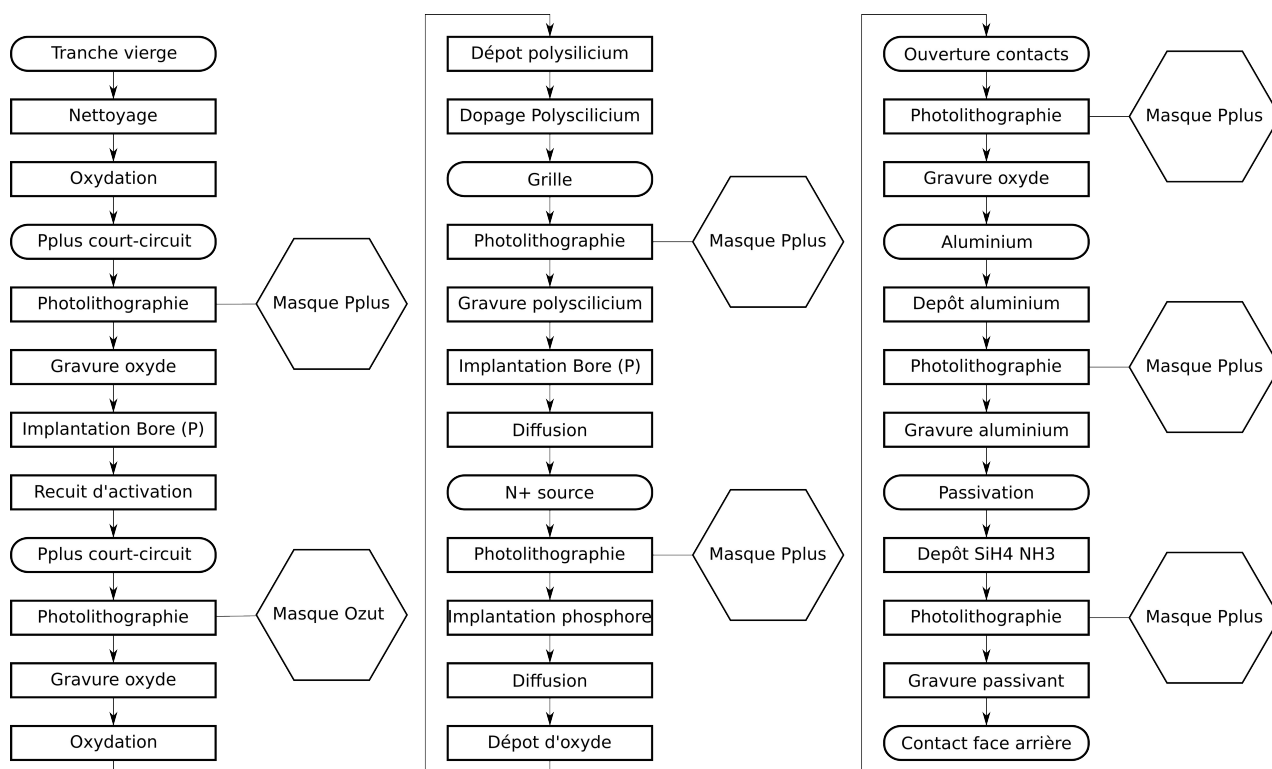 Tranche vierge
Nettoyage
Oxydation
Pplus court-circuit
Photolithographie
Masque Pplus
Gravure oxyde
Implantation Bore (P)
Recuit d'activation
Pplus court-circuit
Photolithographie
Masque Ozut
Gravure oxyde
Oxydation
Dépot polysilicium
Dopage Polyscilicium
Grille
Photolithographie
Masque Pplus
Gravure polyscilicium
Implantation Bore (P)
Diffusion
N+ source
Photolithographie
Masque Pplus
Implantation phosphore
Diffusion
Dépot d'oxyde
Ouverture contacts
Photolithographie
Masque Pplus
Gravure oxyde
Aluminium
Depôt aluminium
Photolithographie
Masque Pplus
Gravure aluminium
Passivation
Depôt SiH4 NH3
Photolithographie
Masque Pplus
Gravure passivant
Contact face arrière